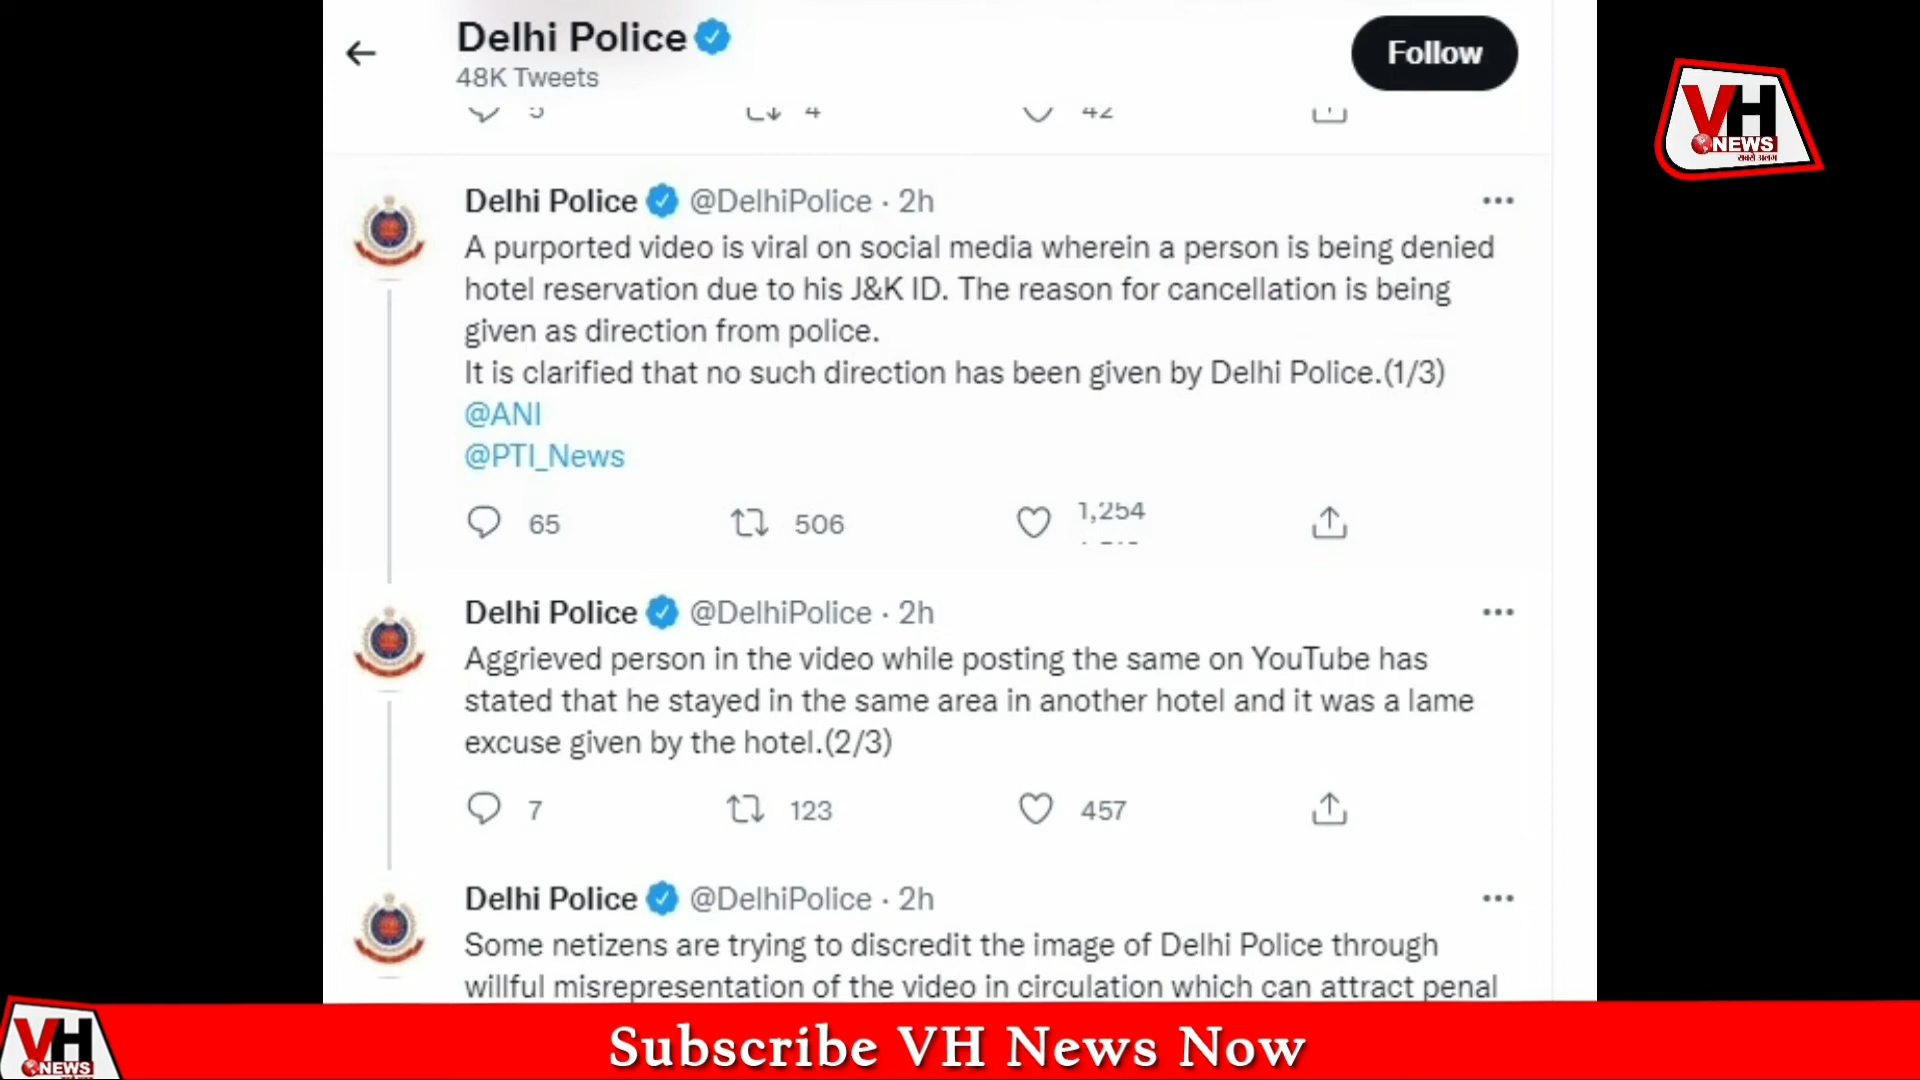 Delhi Police
48K Tweets
Follow
5 4 42
VH
NEWS
सबसे अलग
Delhi Police @DelhiPolice · 2h
A purported video is viral on social media wherein a person is being denied
hotel reservation due to his J&K ID. The reason for cancellation is being
given as direction from police.
It is clarified that no such direction has been given by Delhi Police.(1/3)
@ANI
@PTI_News
65 506 1,254
Delhi Police @DelhiPolice · 2h
Aggrieved person in the video while posting the same on YouTube has
stated that he stayed in the same area in another hotel and it was a lame
excuse given by the hotel.(2/3)
7 123 457
Delhi Police @DelhiPolice · 2h
Some netizens are trying to discredit the image of Delhi Police through
willful misrepresentation of the video in circulation which can attract penal
VH
NEWS
Subscribe VH News Now